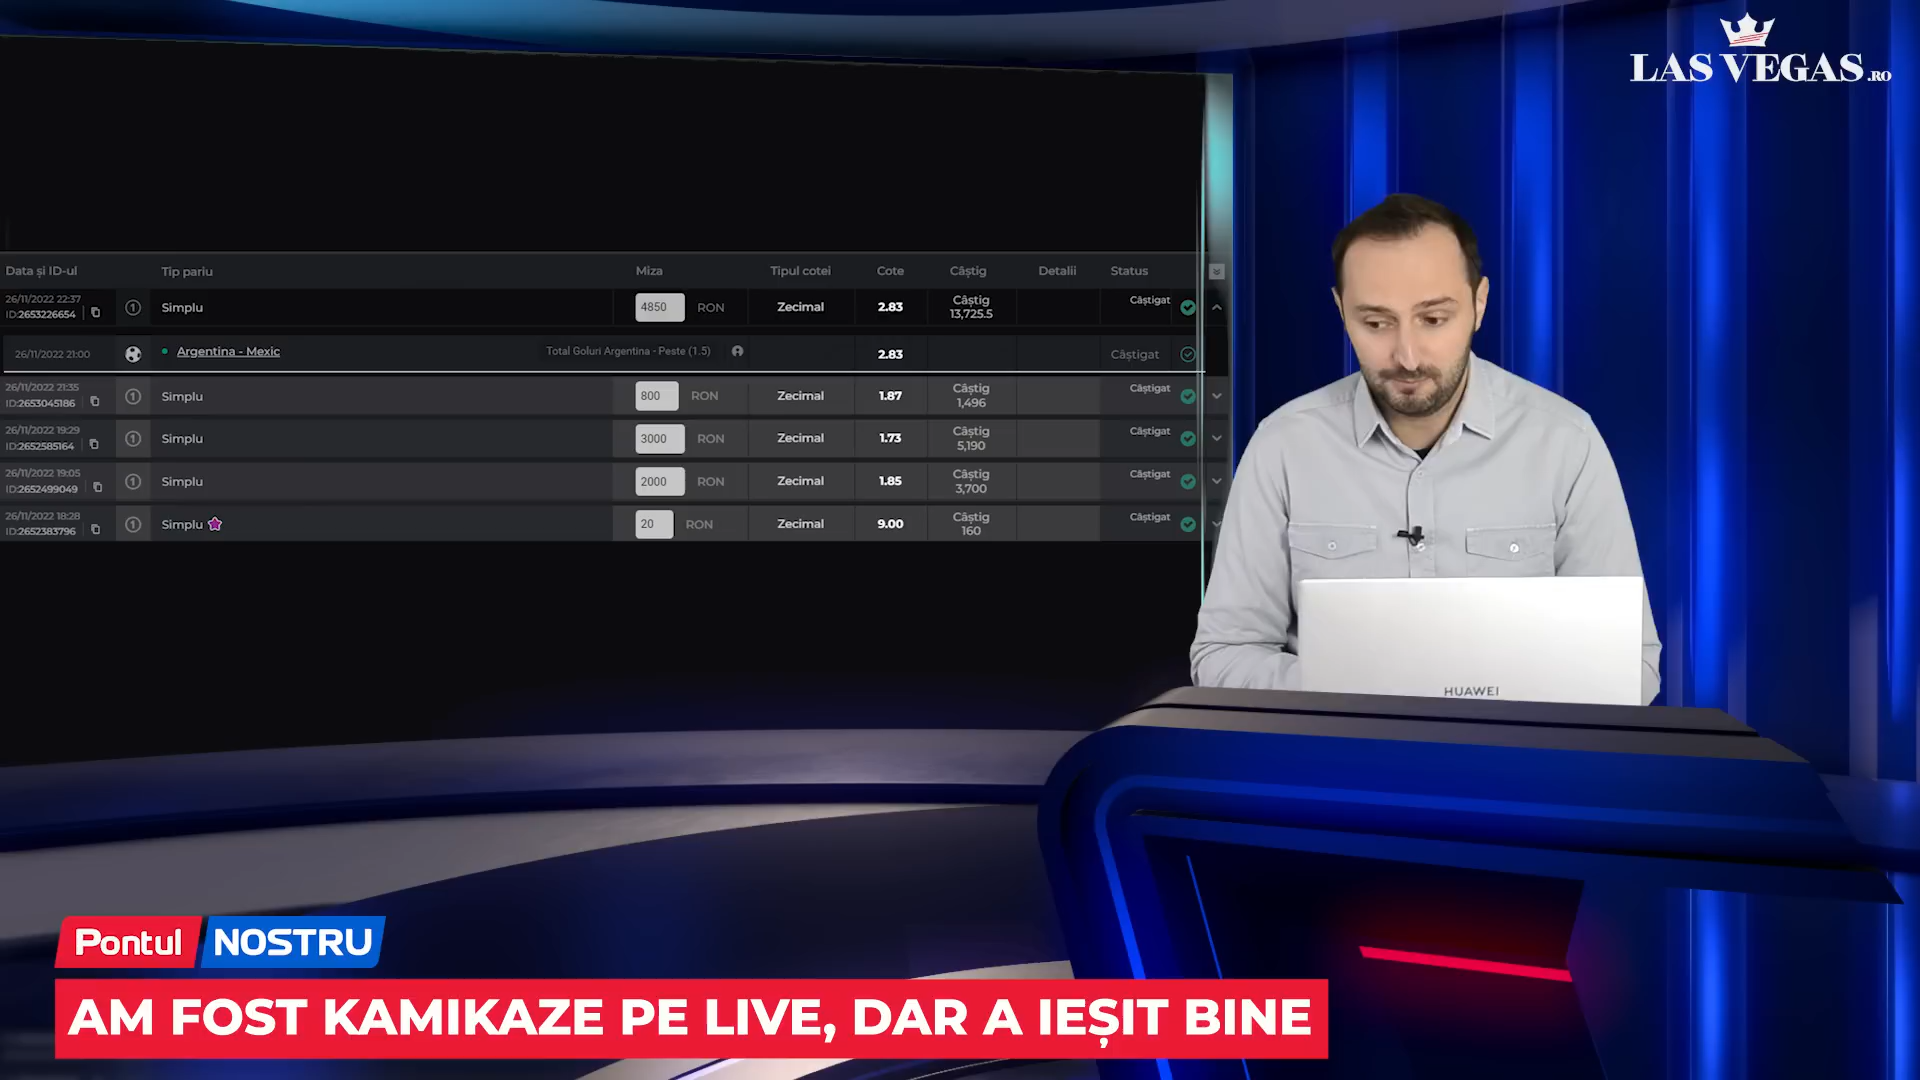 LAS VEGAS.RO
Data și ID-ul Tip pariu Miza Tipul cotei Cote Câștig Detalii Status
26/11/2022 22:37
ID:2653226654 1 Simplu 4850 RON Zecimal 2.83 Câștig 13,725.5 Câștigat
26/11/2022 21:00 Argentina - Mexic Total Goluri Argentina - Peste (1.5) 2.83 Câștigat
26/11/2022 21:35
ID:2653045186 1 Simplu 800 RON Zecimal 1.87 Câștig 1,496 Câștigat
26/11/2022 19:29
ID:2652585164 1 Simplu 3000 RON Zecimal 1.73 Câștig 5,190 Câștigat
26/11/2022 19:05
ID:2652499049 1 Simplu 2000 RON Zecimal 1.85 Câștig 3,700 Câștigat
26/11/2022 18:28
ID:2652383796 1 Simplu 20 RON Zecimal 9.00 Câștig 160 Câștigat
HUAWEI
Pontul NOSTRU
AM FOST KAMIKAZE PE LIVE, DAR A IEȘIT BINE